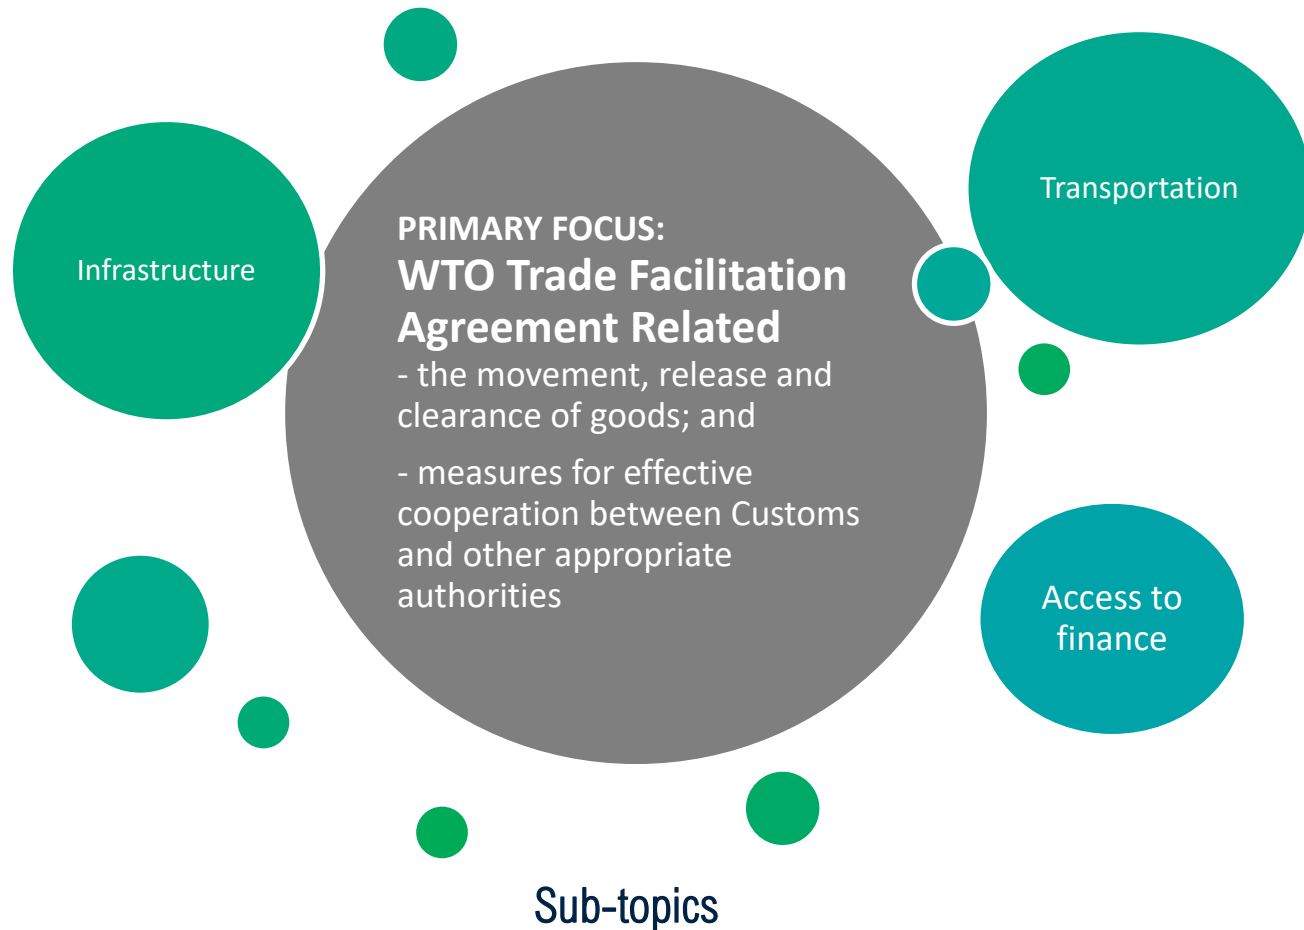 PRIMARY FOCUS:
WTO Trade Facilitation
Agreement Related
- the movement, release and
clearance of goods; and
- measures for effective
cooperation between Customs
and other appropriate
authorities
Infrastructure
Transportation
Access to
finance
Sub-topics